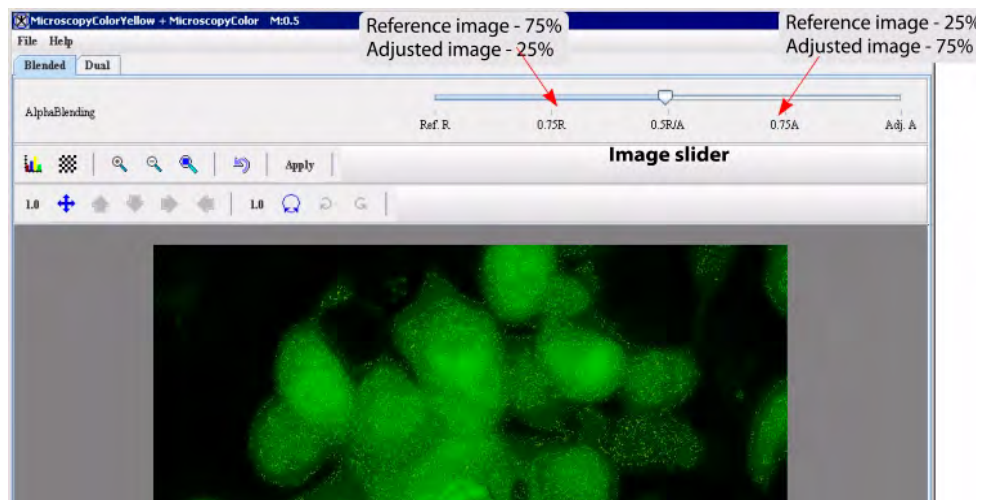 MicroscopyColorYellow + MicroscopyColor M:0.5
Reference image - 75%
Adjusted image - 25%
Reference image - 25%
Adjusted image - 75%
File Help
Blended Dual
AlphaBlending
Ref. R 0.75R 0.5R/A 0.75A Adj. A
Image slider
Apply
1.0 1.0